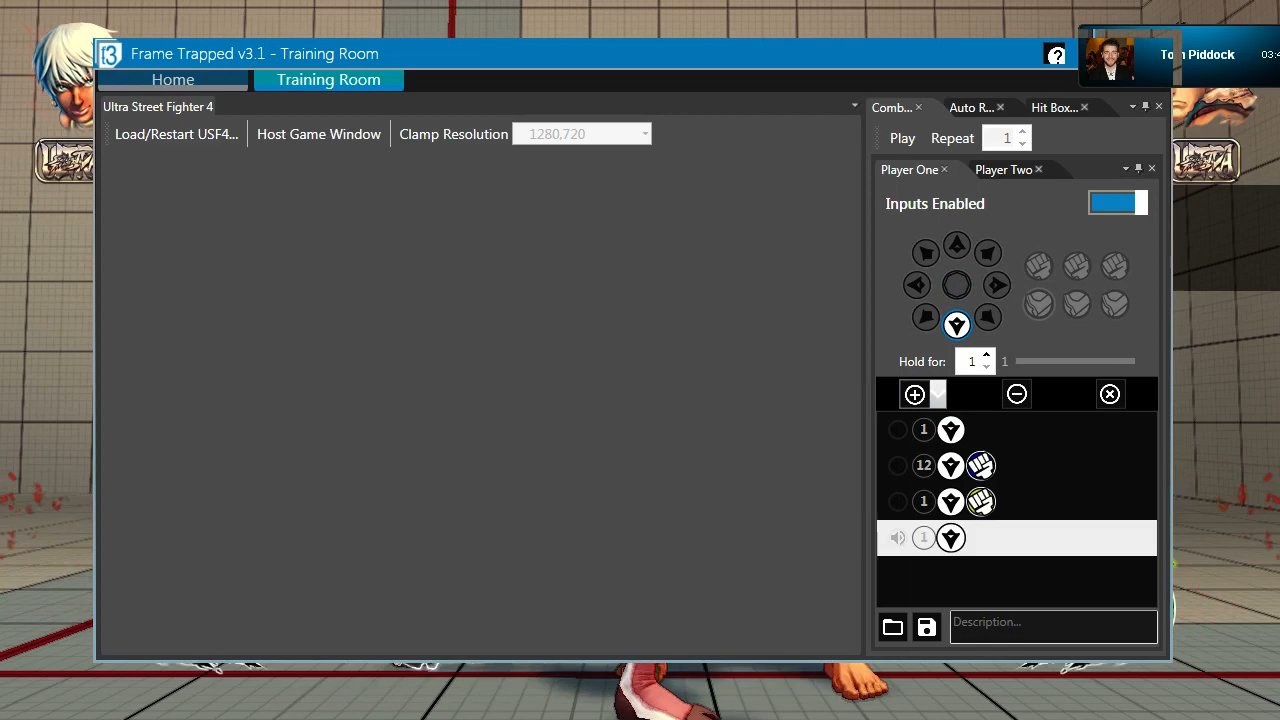 f3 Frame Trapped v3.1 - Training Room
?
Tom Piddock
Home
Training Room
Ultra Street Fighter 4
Load/Restart USF4...
Host Game Window
Clamp Resolution
1280,720
Comb...
Auto R...
Hit Box...
Play
Repeat
1
Player One
Player Two
Inputs Enabled
Hold for:
1
1
1
12
1
1
Description...